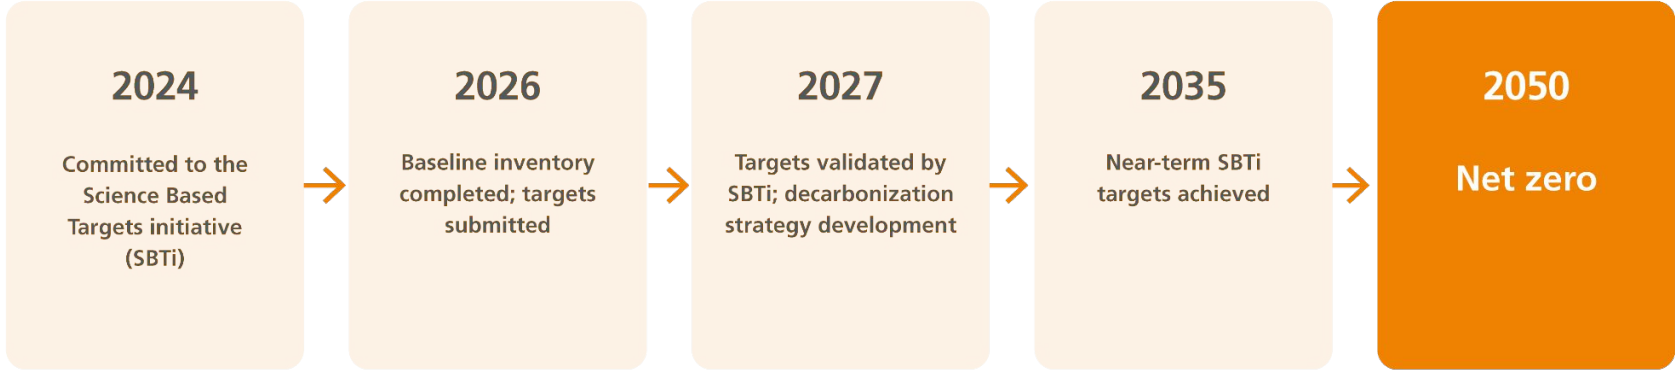 2024
Committed to the
Science Based
Targets initiative
(SBTi)
2026
Baseline inventory
completed; targets
submitted
2027
Targets validated by
SBTi; decarbonization
strategy development
2035
Near-term SBTi
targets achieved
2050
Net zero